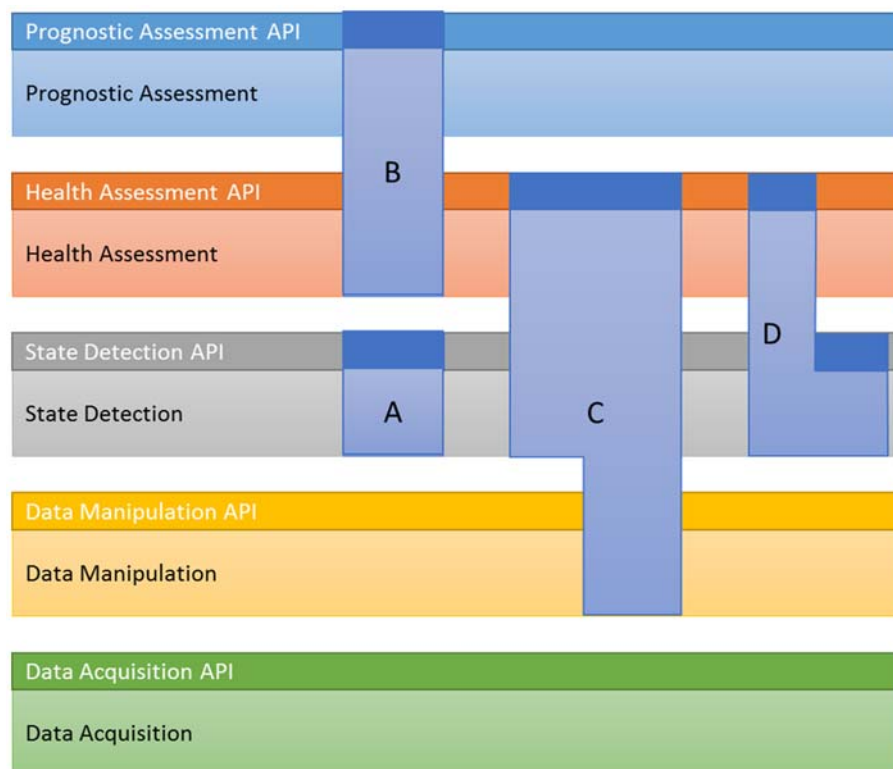 Prognostic Assessment API
Prognostic Assessment
B
Health Assessment API
Health Assessment
State Detection API
D
State Detection
A
C
Data Manipulation API
Data Manipulation
Data Acquisition API
Data Acquisition